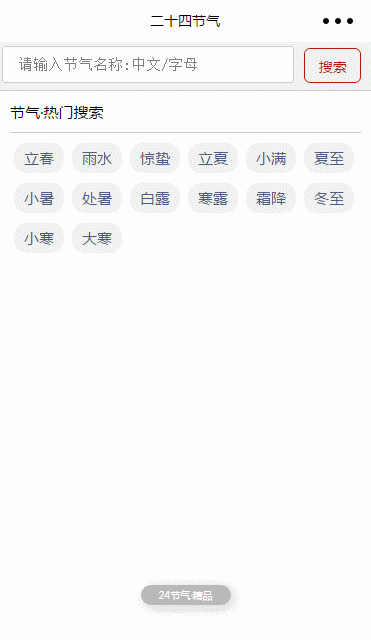 二十四节气
请输入节气名称:中文/字母 搜索
节气·热门搜索
立春 雨水 惊蛰 立夏 小满 夏至
小暑 处暑 白露 寒露 霜降 冬至
小寒 大寒
24节气·精品